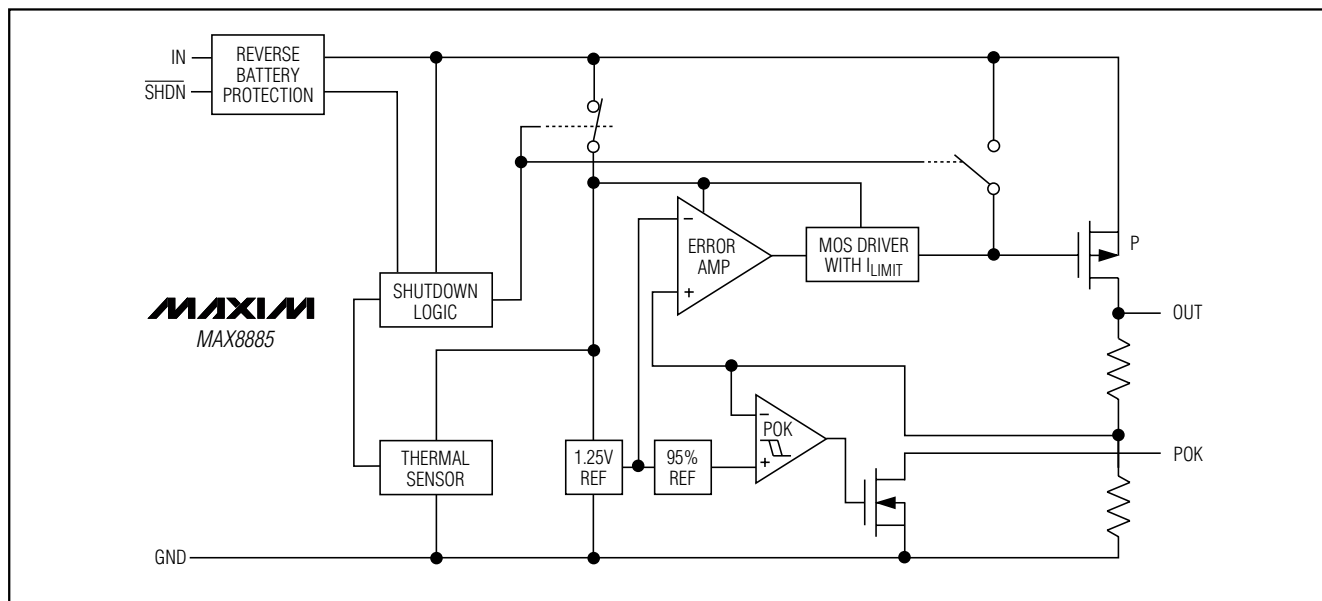 IN
SHDN
REVERSE
BATTERY
PROTECTION
P
ERROR
AMP
MOS DRIVER
WITH ILIMIT
SHUTDOWN
LOGIC
MAXIM
MAX8885
OUT
THERMAL
SENSOR
1.25V
REF
95%
REF
POK
POK
GND
−
+
−
+